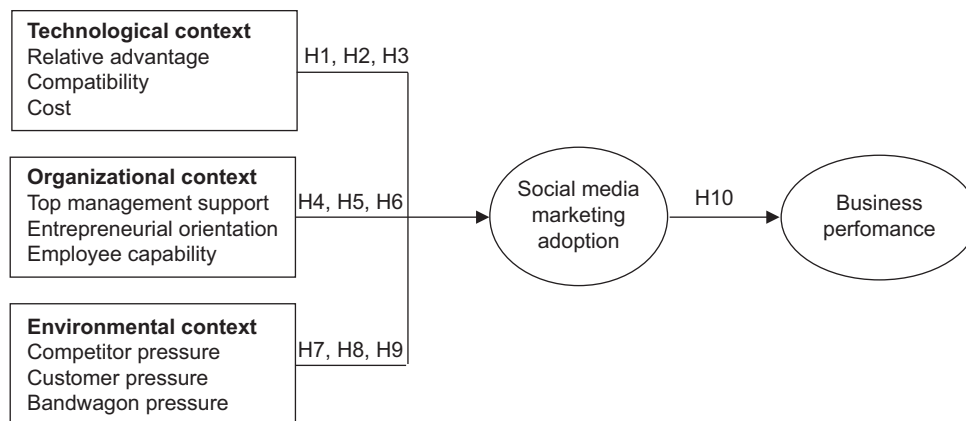 Technological context
Relative advantage
Compatibility
Cost
H1, H2, H3
Organizational context
Top management support
Entrepreneurial orientation
Employee capability
H4, H5, H6
Environmental context
Competitor pressure
Customer pressure
Bandwagon pressure
H7, H8, H9
Social media
marketing
adoption
H10
Business
perfomance